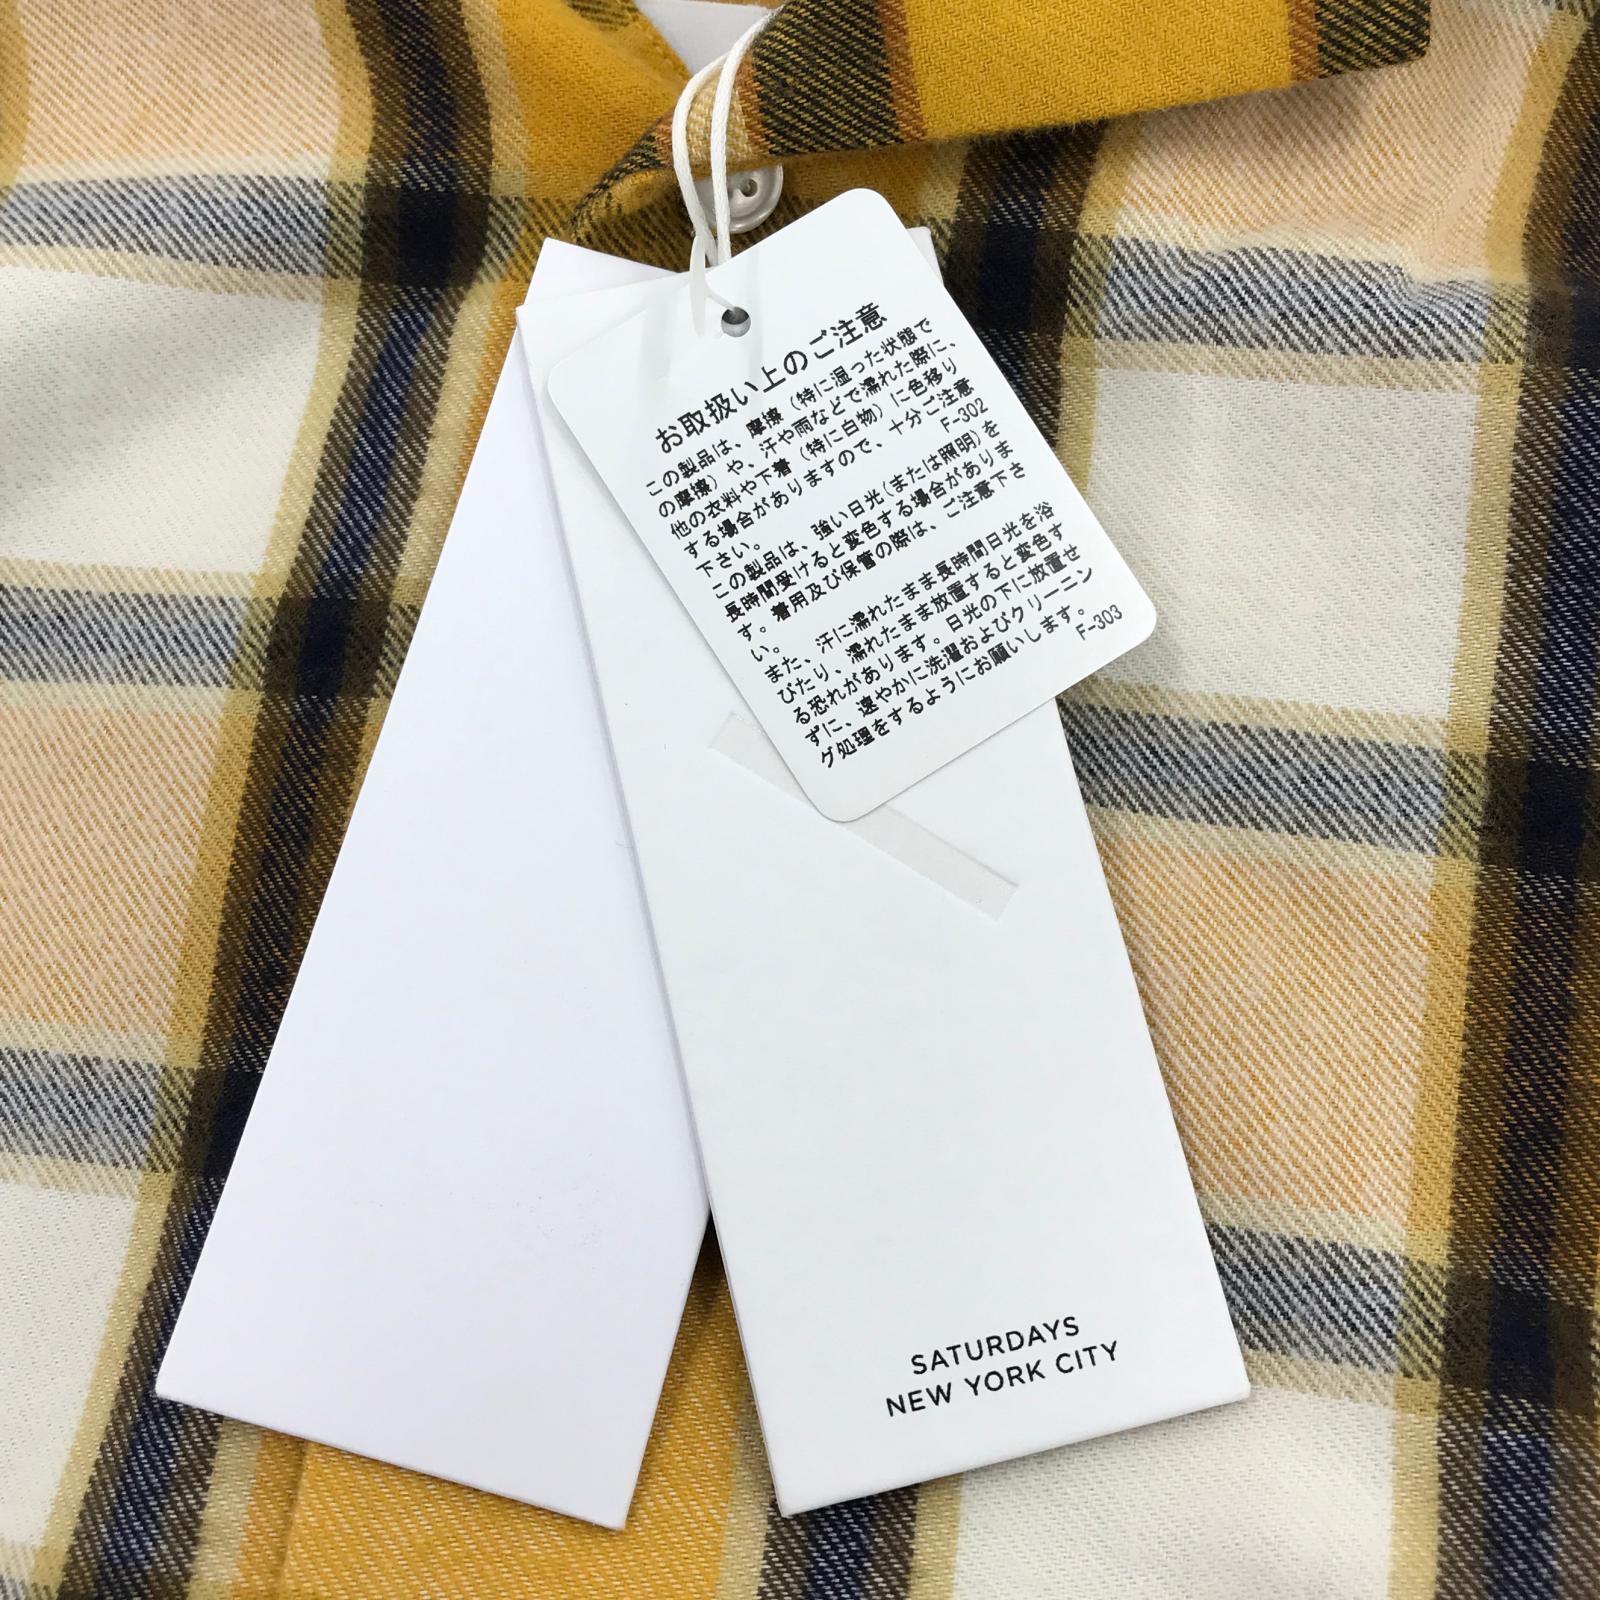 お取扱い上のご注意
この製品は、摩擦（特に湿った状態で
の摩擦）や、汗や雨などで濡れた際に、
他の衣料や下着（特に白物）に色移り
する場合がありますので、十分ご注意
下さい。
F-302
この製品は、強い日光(または照明)を
長時間受けると変色する場合がありま
す。着用及び保管の際は、ご注意下さ
い。
また、汗に濡れたまま長時間日光を浴
びたり、濡れたまま放置すると変色す
る恐れがあります。日光の下に放置せ
ずに、速やかに洗濯およびクリーニン
グ処理をするようにお願いします。
F-303
SATURDAYS
NEW YORK CITY